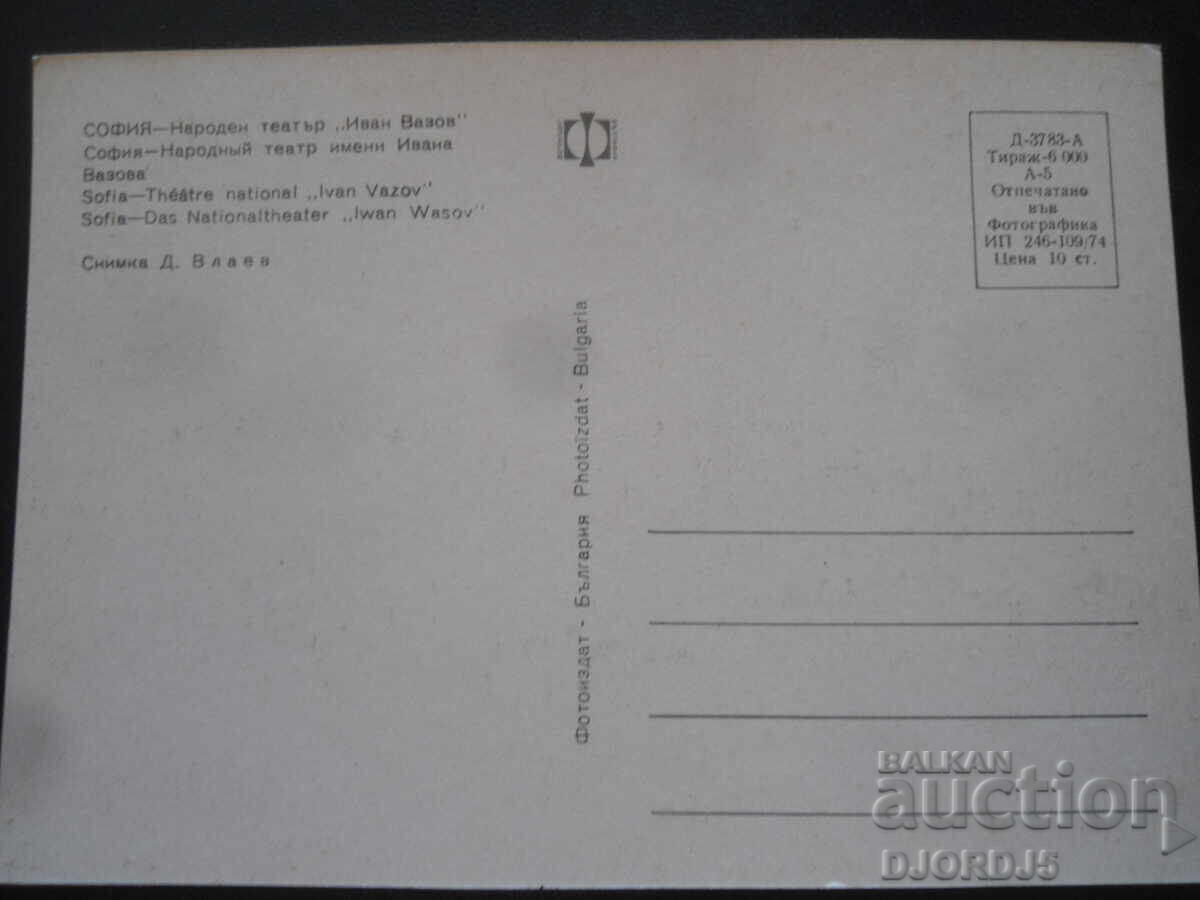 СОФИЯ—Народен театър „Иван Вазов"
София—Народный театр имени Ивана
Вазова
Sofia—Théâtre national „Ivan Vazov"
Sofia—Das Nationaltheater „Iwan Wasov"
Снимка Д. Влаев
Фотоиздат - България Photoizdat - Bulgaria
Д-3783-А
Тираж-6 000
А-5
Отпечатано
във
Фотографика
ИП 246-109/74
Цена 10 ст.
BALKAN
auction
DJORDJ5